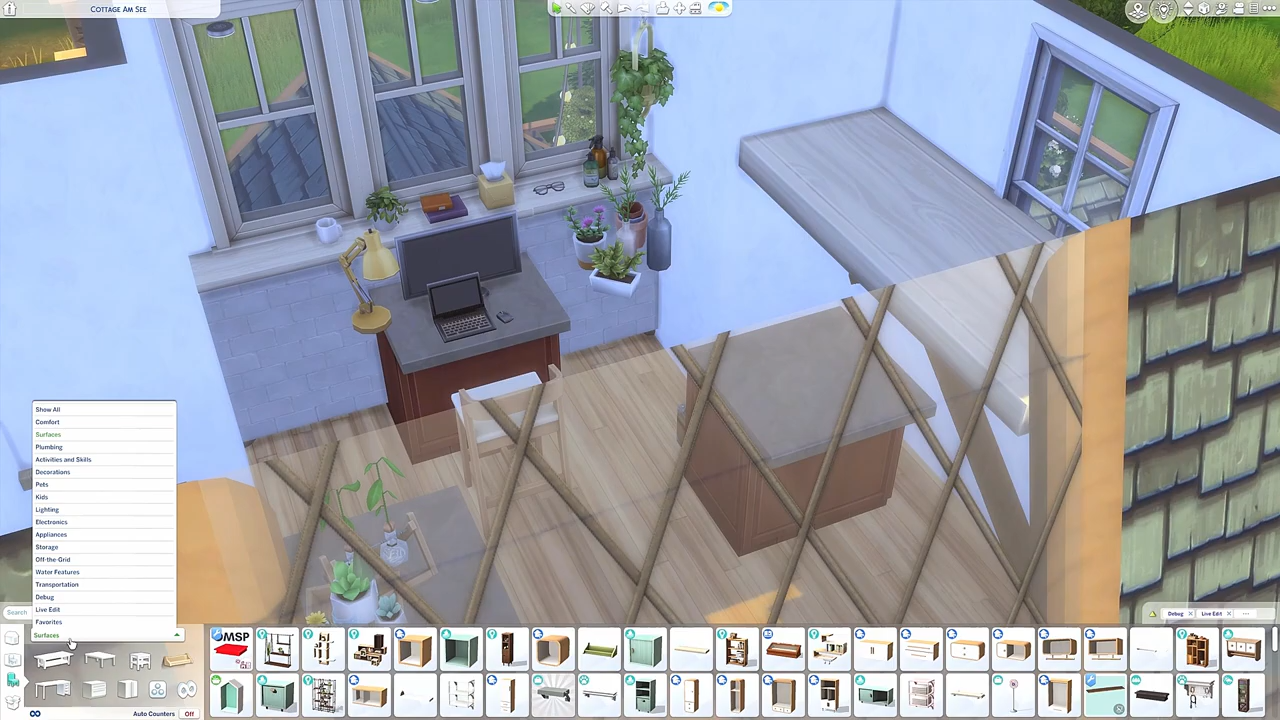 COTTAGE AM SEE
Show All
Comfort
Surfaces
Plumbing
Activities and Skills
Decorations
Pets
Kids
Lighting
Electronics
Appliances
Storage
Off-the-Grid
Water Features
Transportation
Debug
Live Edit
Favorites
Search
Surfaces
Debug
Live Edit
MSP
Auto Counters
Off